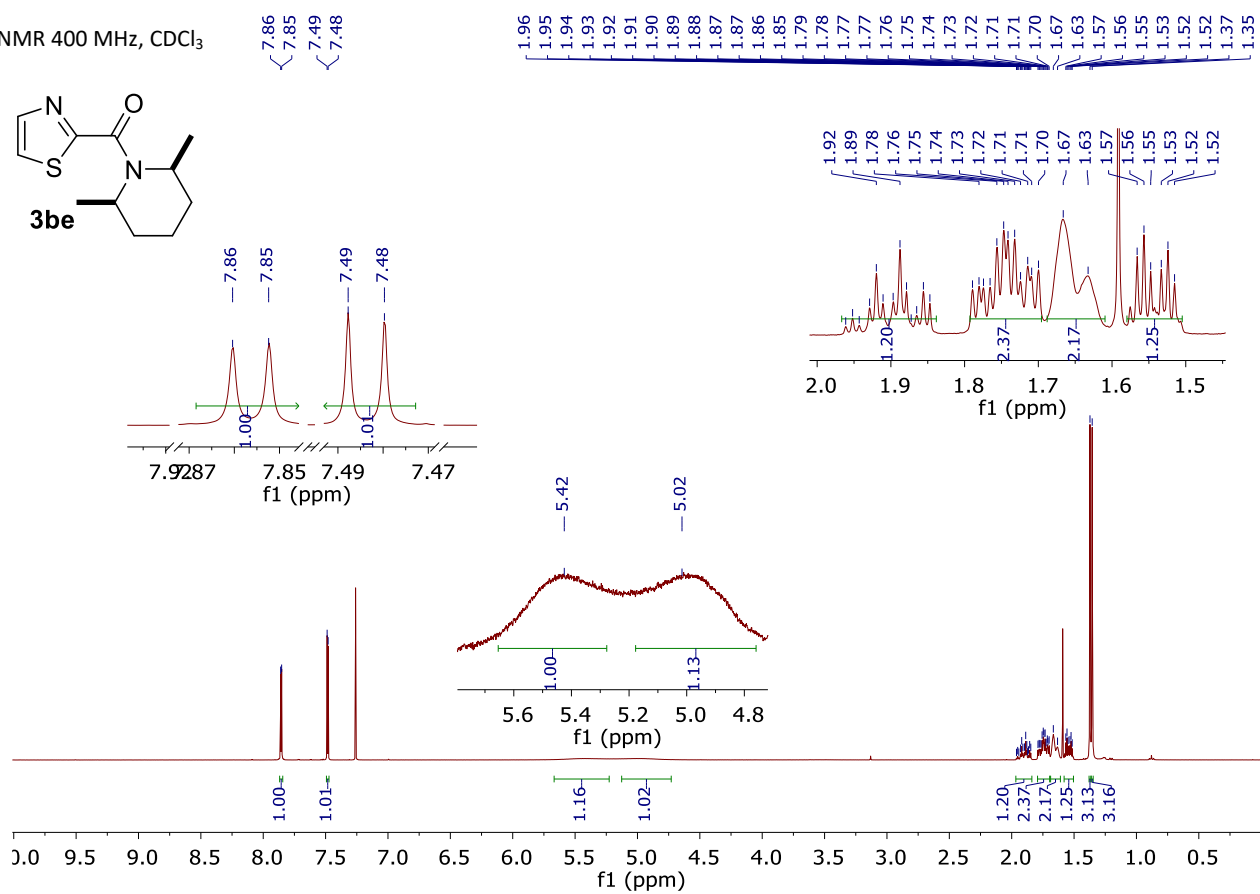 NMR 400 MHz, CDCl₃
7.86 7.85 7.49 7.48
1.96 1.95 1.94 1.93 1.92 1.91 1.90 1.89 1.88 1.87 1.87 1.86 1.85 1.79 1.78 1.77 1.77 1.76 1.75 1.74 1.73 1.72 1.71 1.71 1.70 1.67 1.63 1.57 1.56 1.55 1.53 1.52 1.52 1.37 1.35
N
O
S
N
3be
1.92 1.89 1.78 1.76 1.75 1.74 1.73 1.72 1.71 1.71 1.70 1.67 1.63 1.57 1.56 1.55 1.53 1.52 1.52
1.20 2.37 2.17 1.25
2.0 1.9 1.8 1.7 1.6 1.5
f1 (ppm)
7.86 7.85 7.49 7.48
1.00 1.01
7.85 7.49 7.47
f1 (ppm)
5.42 5.02
1.00 1.13
5.6 5.4 5.2 5.0 4.8
f1 (ppm)
1.00 1.01 1.16 1.02 1.20 2.37 2.17 1.25 3.13 3.16
0.0 9.5 9.0 8.5 8.0 7.5 7.0 6.5 6.0 5.5 5.0 4.5 4.0 3.5 3.0 2.5 2.0 1.5 1.0 0.5
f1 (ppm)